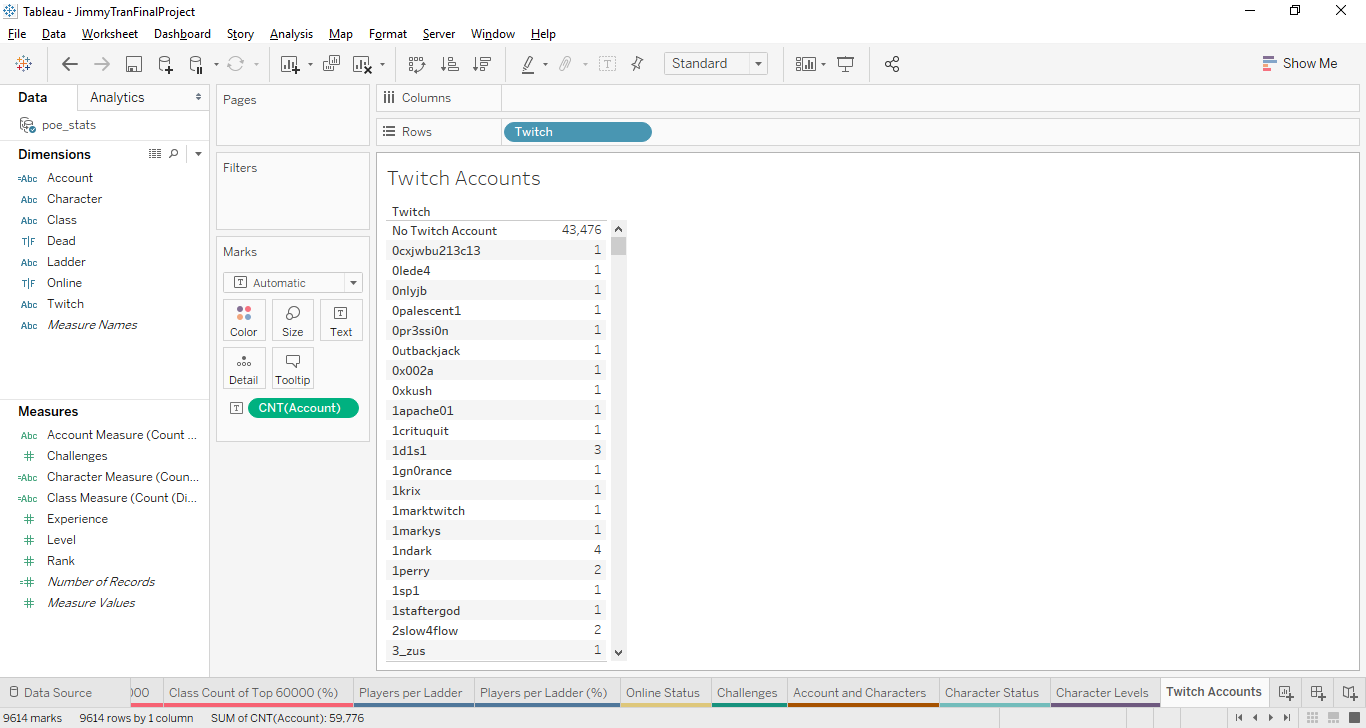 Tableau - JimmyTranFinalProject
File Data Worksheet Dashboard Story Analysis Map Format Server Window Help
Standard
Show Me
Data Analytics
poe_stats
Dimensions
Abc Account
Abc Character
Abc Class
T|F Dead
Abc Ladder
T|F Online
Abc Twitch
Abc Measure Names
Measures
Abc Account Measure (Count ...
# Challenges
=Abc Character Measure (Coun...
=Abc Class Measure (Count (Di...
# Experience
# Level
# Rank
=# Number of Records
# Measure Values
Pages
Filters
Marks
T Automatic
Color Size Text
Detail Tooltip
T CNT(Account)
Columns
Rows Twitch
Twitch Accounts
Twitch
No Twitch Account 43,476
0cxjwbu213c13 1
0lede4 1
0nlyjb 1
0palescent1 1
0pr3ssi0n 1
0utbackjack 1
0x002a 1
0xkush 1
1apache01 1
1crituquit 1
1d1s1 3
1gn0rance 1
1krix 1
1marktwitch 1
1markys 1
1ndark 4
1perry 2
1sp1 1
1staftergod 1
2slow4flow 2
3_zus 1
Data Source 000 Class Count of Top 60000 (%) Players per Ladder Players per Ladder (%) Online Status Challenges Account and Characters Character Status Character Levels Twitch Accounts
9614 marks 9614 rows by 1 column SUM of CNT(Account): 59,776